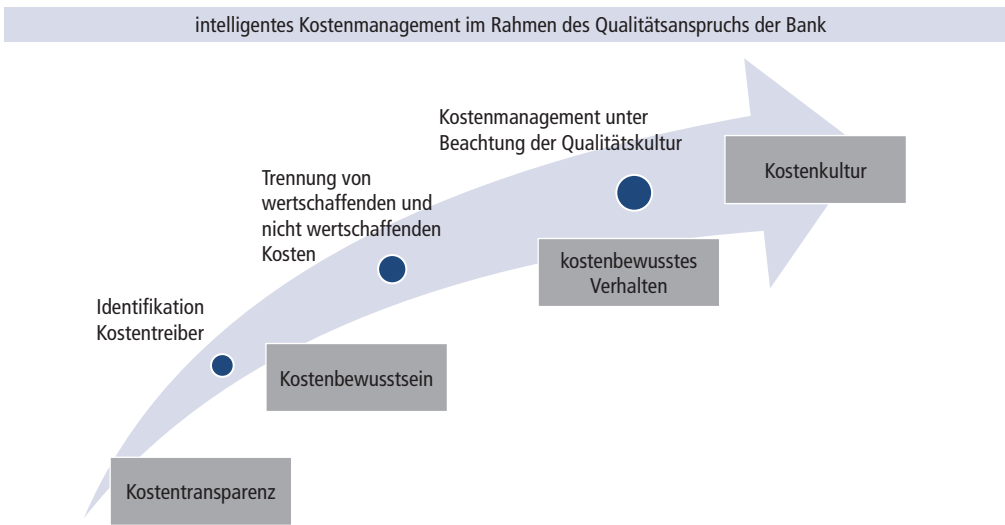 intelligentes Kostenmanagement im Rahmen des Qualitätsanspruchs der Bank
Kostenmanagement unter
Beachtung der Qualitätskultur
Kostenkultur
Trennung von
wertschaffenden und
nicht wertschaffenden
Kosten
kostenbewusstes
Verhalten
Identifikation
Kostentreiber
Kostenbewusstsein
Kostentransparenz